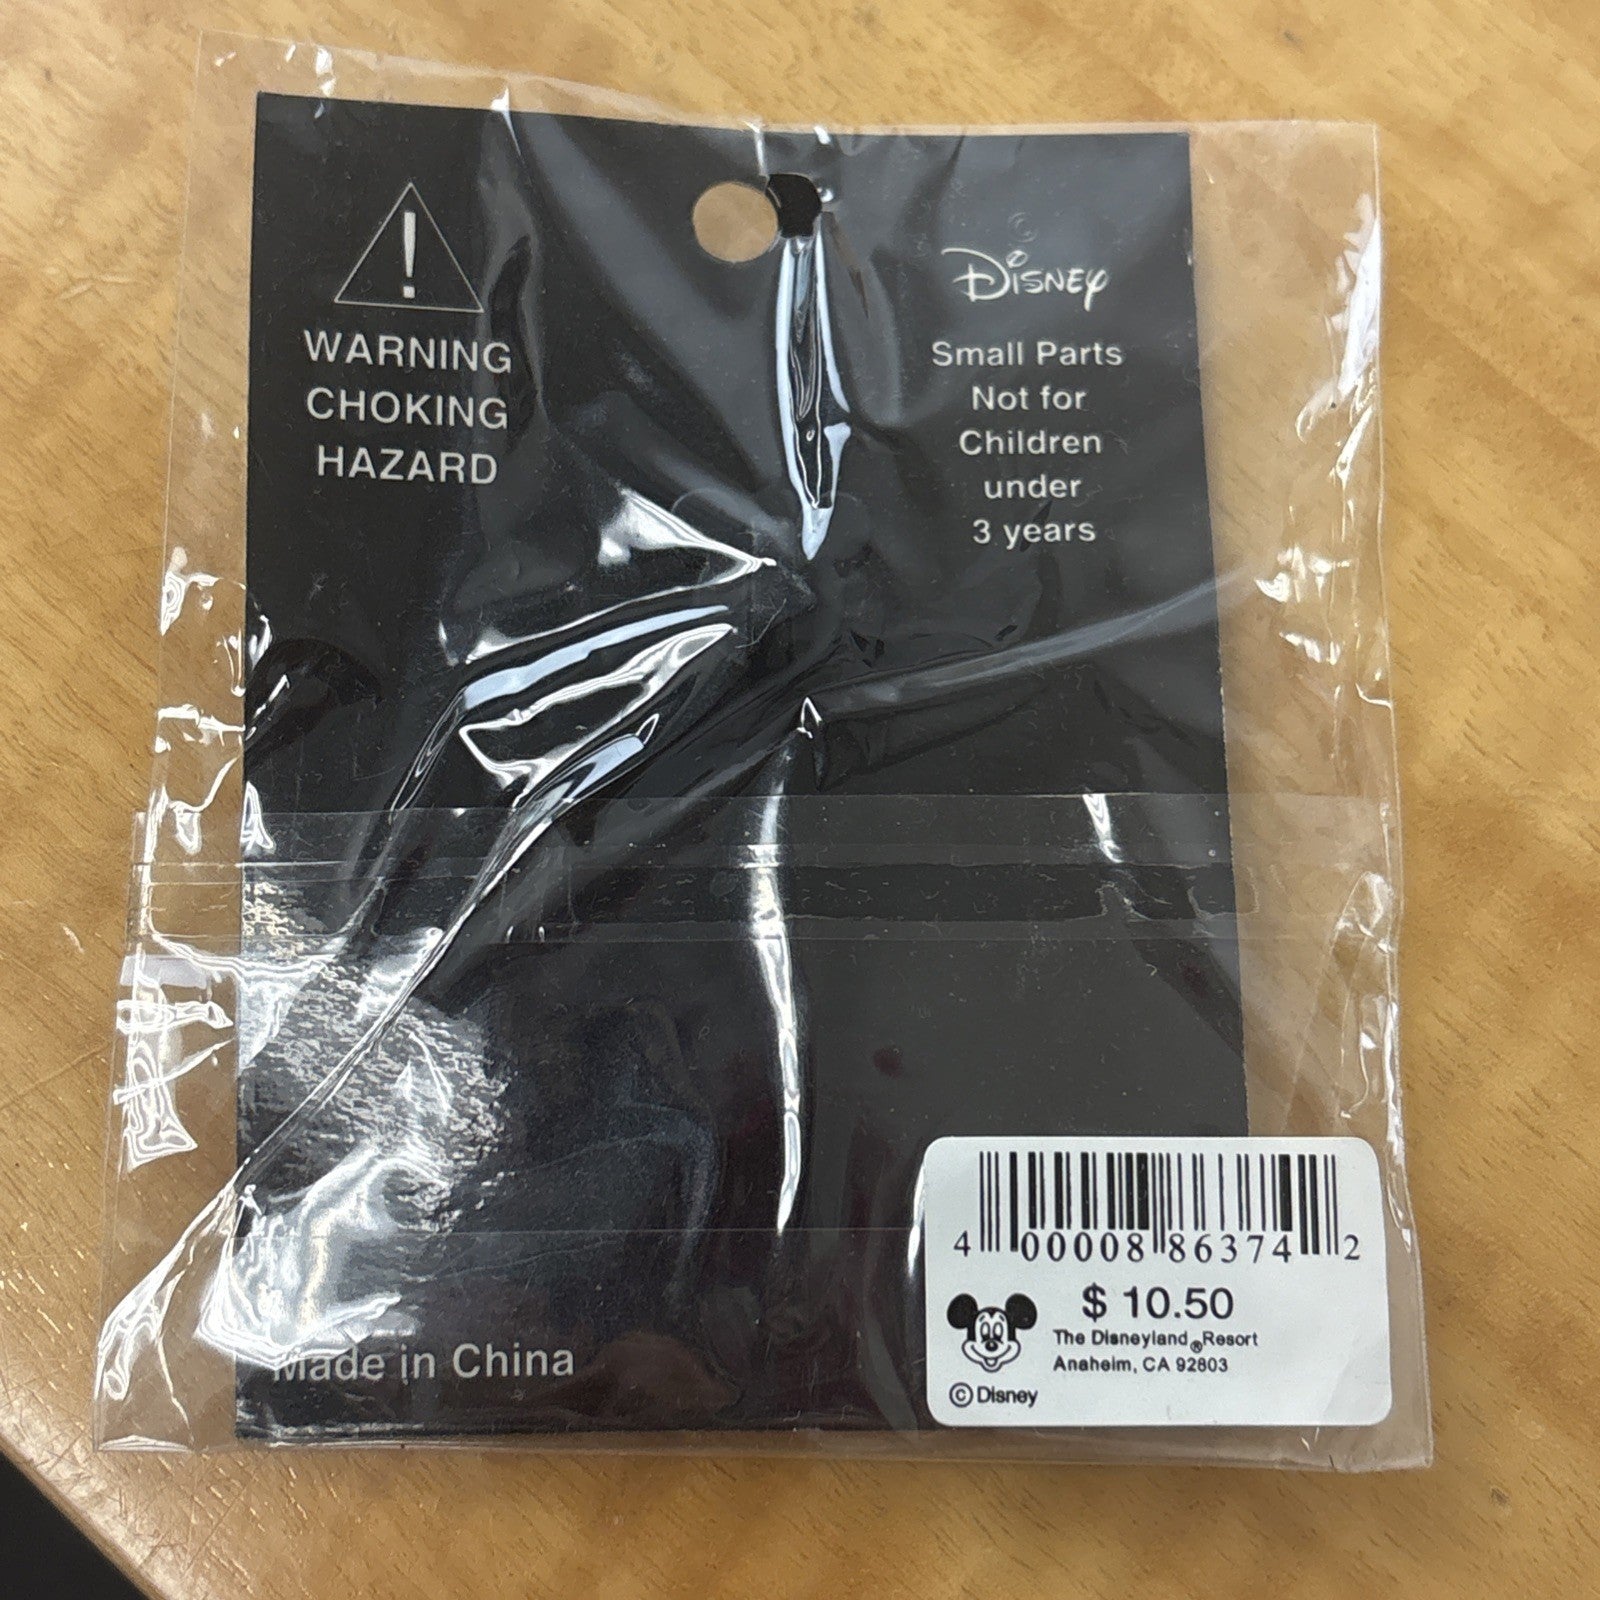 !
WARNING
CHOKING
HAZARD
Disney
Small Parts
Not for
Children
under
3 years
Made in China
4 00008 86374 2
$ 10.50
The Disneyland® Resort
Anaheim, CA 92803
© Disney